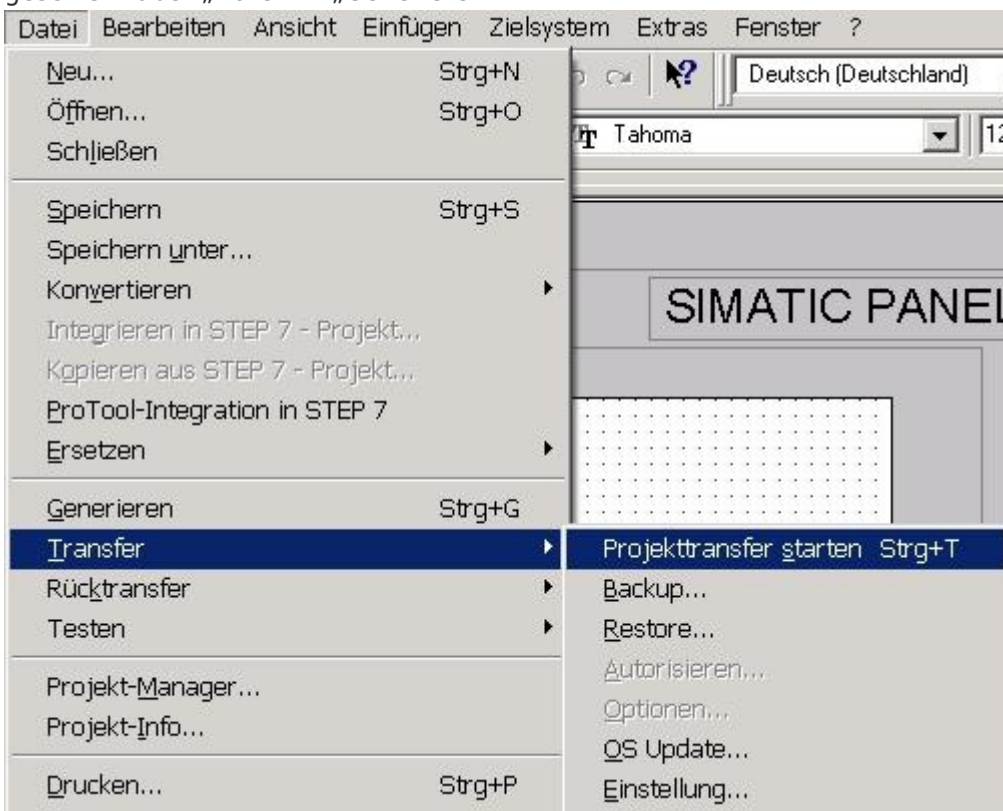 Datei Bearbeiten Ansicht Einfügen Zielsystem Extras Fenster ?
Neu... Strg+N
Deutsch (Deutschland)
Öffnen... Strg+O
Tahoma 12
Schließen
Speichern Strg+S
Speichern unter...
Konvertieren
SIMATIC PANEL
Integrieren in STEP 7 - Projekt...
Kopieren aus STEP 7 - Projekt...
ProTool-Integration in STEP 7
Ersetzen
Generieren Strg+G
Transfer
Projekttransfer starten Strg+T
Rücktransfer
Backup...
Testen
Restore...
Autorisieren...
Projekt-Manager...
Optionen...
Projekt-Info...
OS Update...
Drucken... Strg+P
Einstellung...